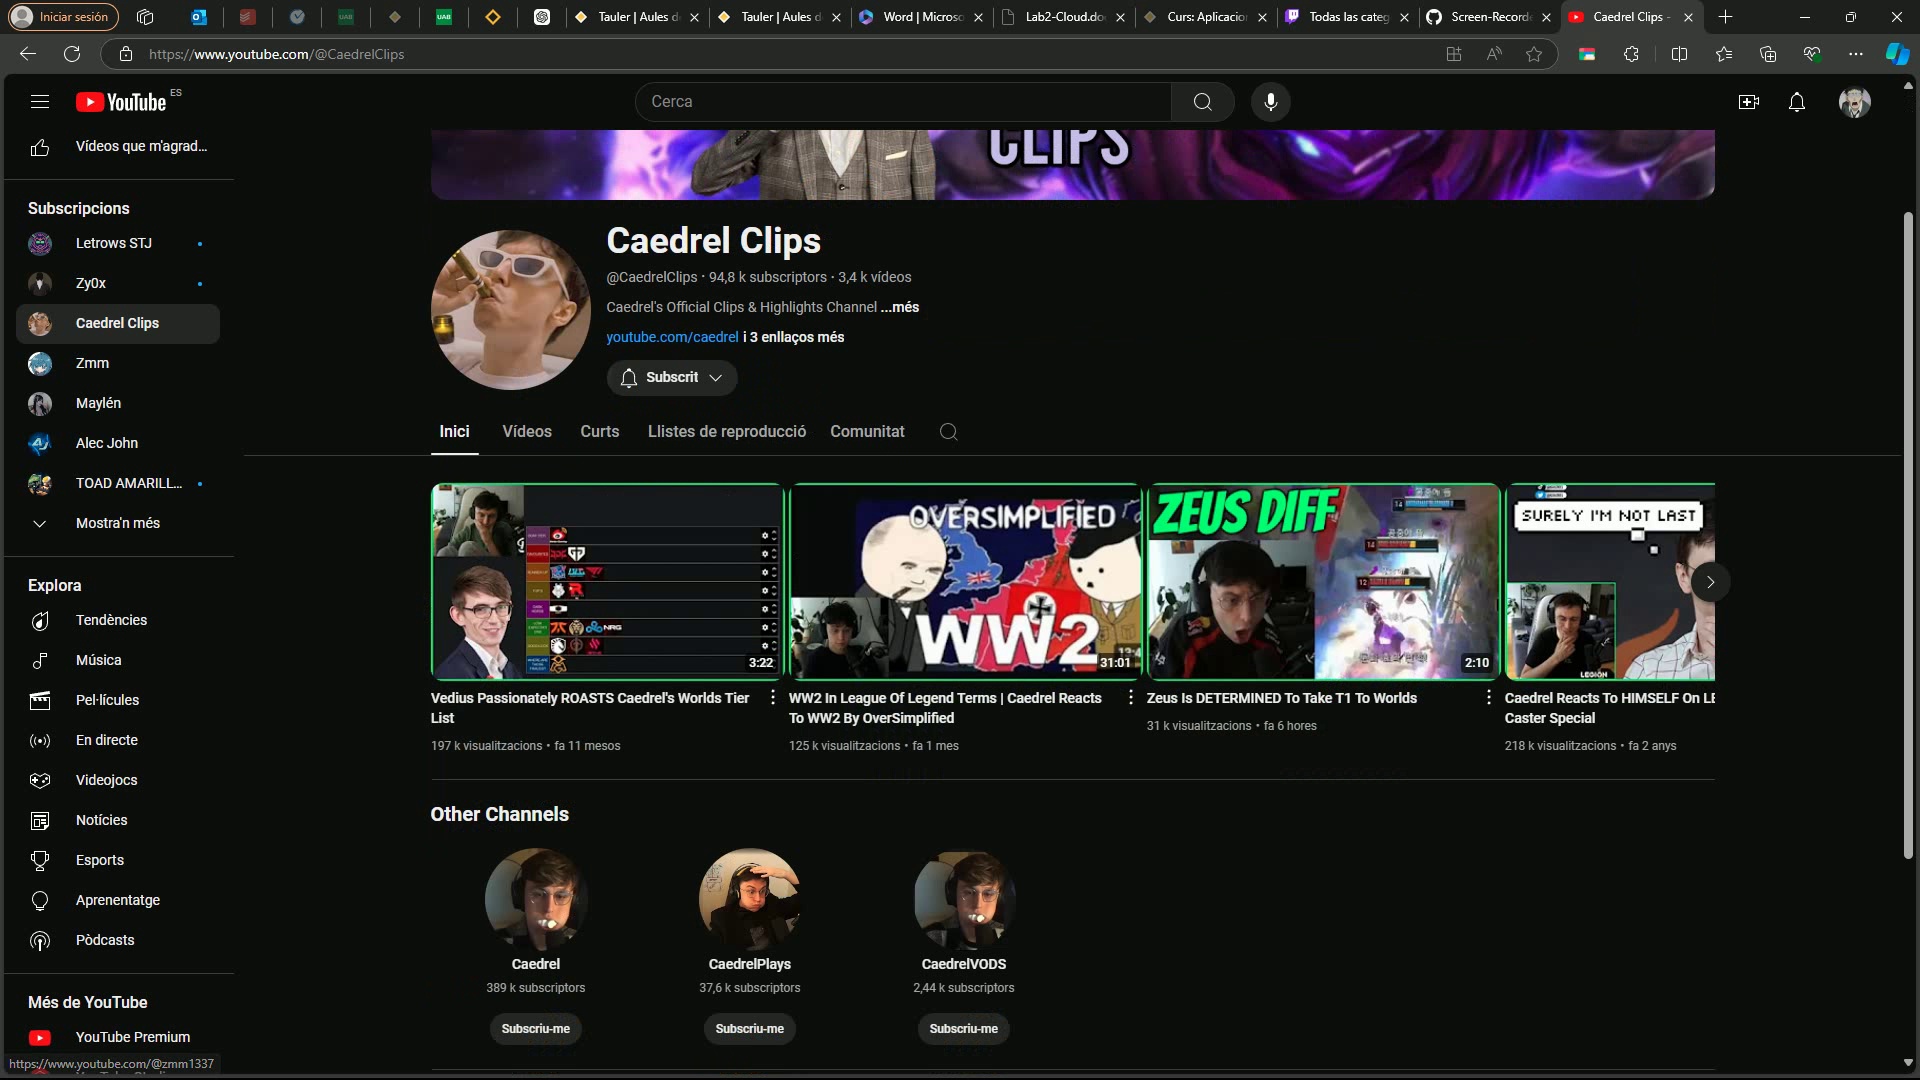 Iniciar sesión
Tauler | Aules d
Tauler | Aules d
Word | Microso
Lab2-Cloud.do
Curs: Aplicacio
Todas las categ
Screen-Record
Caedrel Clips -
https://www.youtube.com/@CaedrelClips
YouTube ES
Cerca
CLIPS
Vídeos que m'agrad...
Subscripcions
Letrows STJ
Zy0x
Caedrel Clips
Zmm
Maylén
Alec John
TOAD AMARILL...
Mostra'n més
Explora
Tendències
Música
Pel·lícules
En directe
Videojocs
Notícies
Esports
Aprenentatge
Pòdcasts
Més de YouTube
YouTube Premium
https://www.youtube.com/@zmm1337
Caedrel Clips
@CaedrelClips · 94,8 k subscriptors · 3,4 k vídeos
Caedrel's Official Clips & Highlights Channel ...més
youtube.com/caedrel i 3 enllaços més
Subscrit
Inici
Vídeos
Curts
Llistes de reproducció
Comunitat
NRG
3:22
Vedius Passionately ROASTS Caedrel's Worlds Tier
List
197 k visualitzacions · fa 11 mesos
OVERSIMPLIFIED
WW2
31:01
WW2 In League Of Legend Terms | Caedrel Reacts
To WW2 By OverSimplified
125 k visualitzacions · fa 1 mes
ZEUS DIFF
14
14
12
2:10
Zeus Is DETERMINED To Take T1 To Worlds
31 k visualitzacions · fa 6 hores
SURELY I'M NOT LAST
LEGION
Caedrel Reacts To HIMSELF On LE
Caster Special
218 k visualitzacions · fa 2 anys
Other Channels
Caedrel
389 k subscriptors
Subscriu-me
CaedrelPlays
37,6 k subscriptors
Subscriu-me
CaedrelVODS
2,44 k subscriptors
Subscriu-me